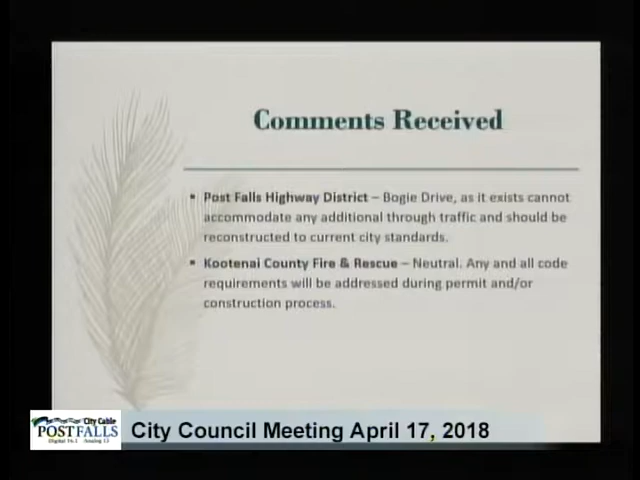 Comments Received
▪ Post Falls Highway District – Bogie Drive, as it exists cannot
accommodate any additional through traffic and should be
reconstructed to current city standards.
▪ Kootenai County Fire & Rescue – Neutral. Any and all code
requirements will be addressed during permit and/or
construction process.
City Cable
POST FALLS
City Council Meeting April 17, 2018